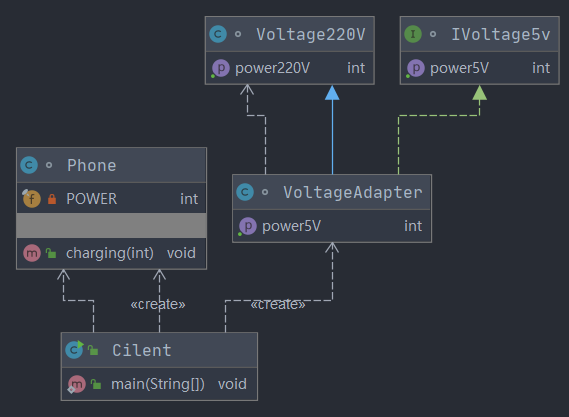 C Voltage220V
p power220V int
I IVoltage5v
p power5V int
C Phone
f POWER int
m charging(int) void
C VoltageAdapter
p power5V int
«create» «create»
C Cilent
m main(String[]) void